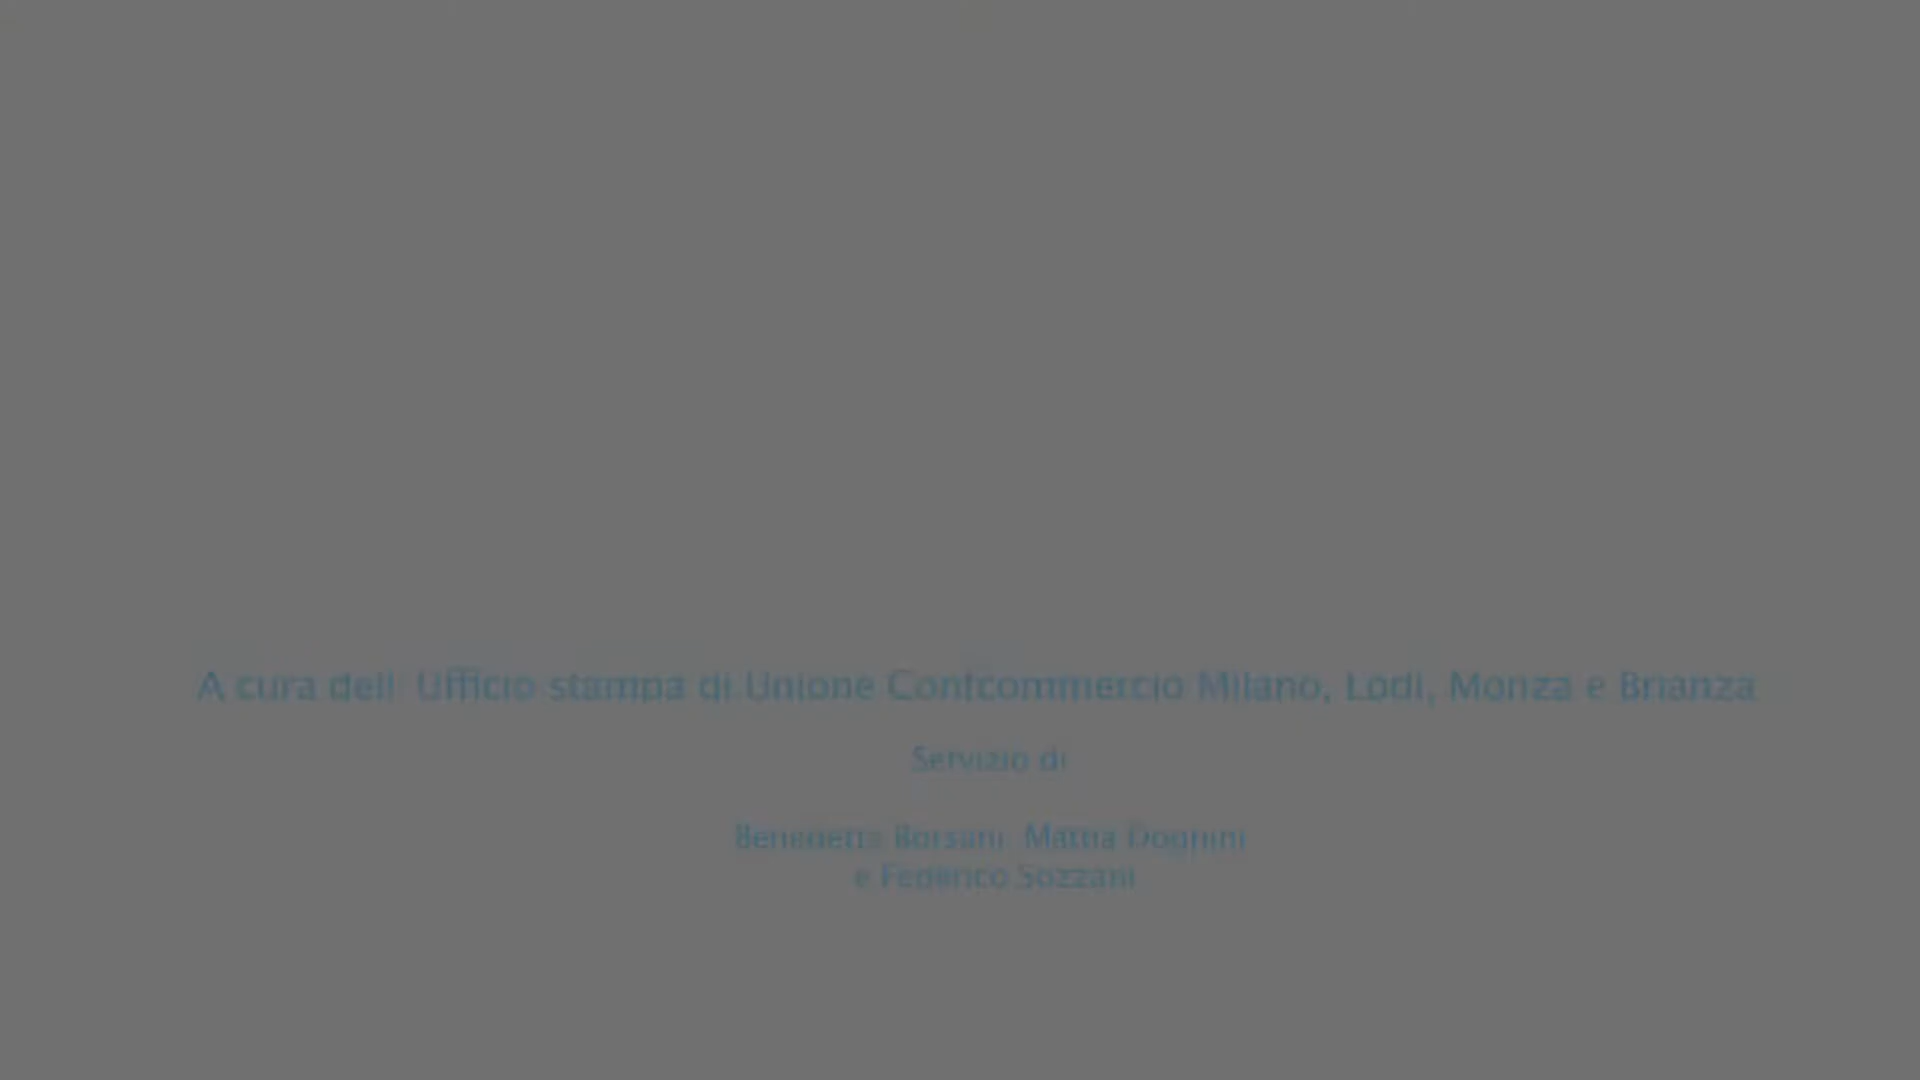 A cura dell' Ufficio stampa di Unione Confcommercio Milano, Lodi, Monza e Brianza
Servizio di
Benedetta Borsani, Mattia Dognini
e Federico Sozzani